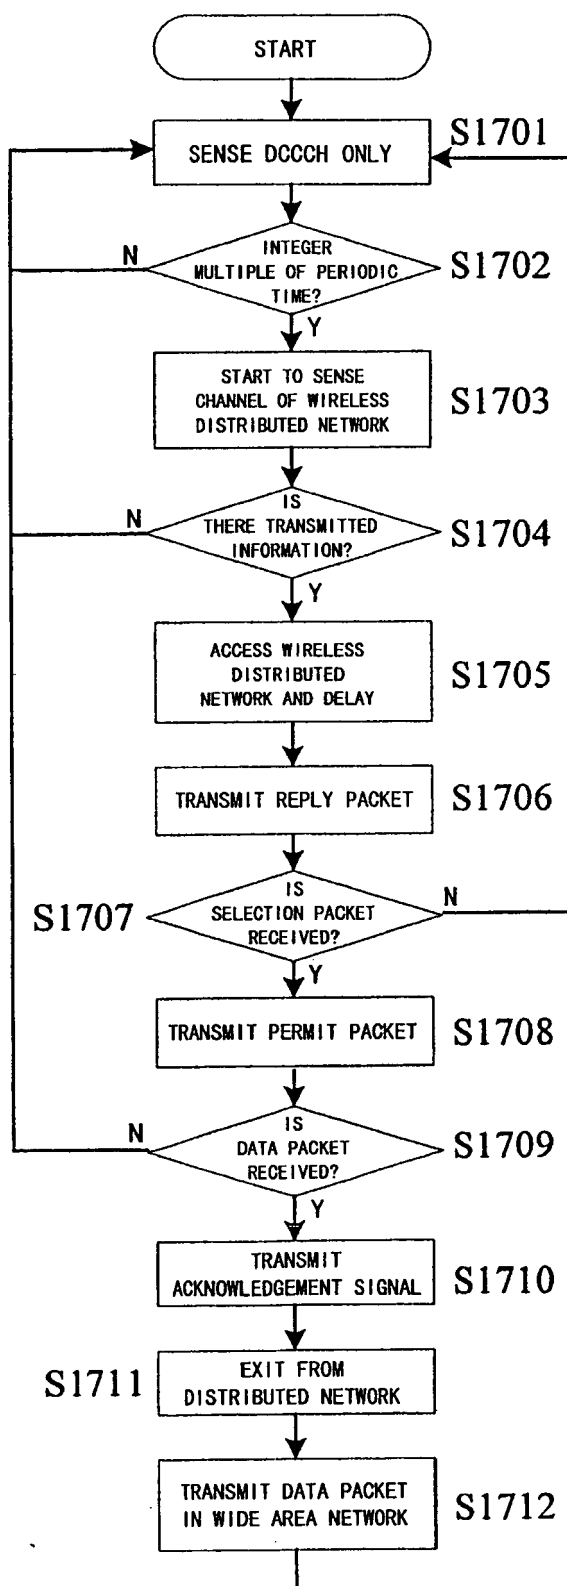 START
SENSE DCCCH ONLY
S1701
INTEGER
MULTIPLE OF PERIODIC
TIME?
N
S1702
Y
START TO SENSE
CHANNEL OF WIRELESS
DISTRIBUTED NETWORK
S1703
IS
THERE TRANSMITTED
INFORMATION?
N
S1704
Y
ACCESS WIRELESS
DISTRIBUTED
NETWORK AND DELAY
S1705
TRANSMIT REPLY PACKET
S1706
IS
SELECTION PACKET
RECEIVED?
S1707
N
Y
TRANSMIT PERMIT PACKET
S1708
IS
DATA PACKET
RECEIVED?
N
S1709
Y
TRANSMIT
ACKNOWLEDGEMENT SIGNAL
S1710
EXIT FROM
DISTRIBUTED NETWORK
S1711
TRANSMIT DATA PACKET
IN WIDE AREA NETWORK
S1712